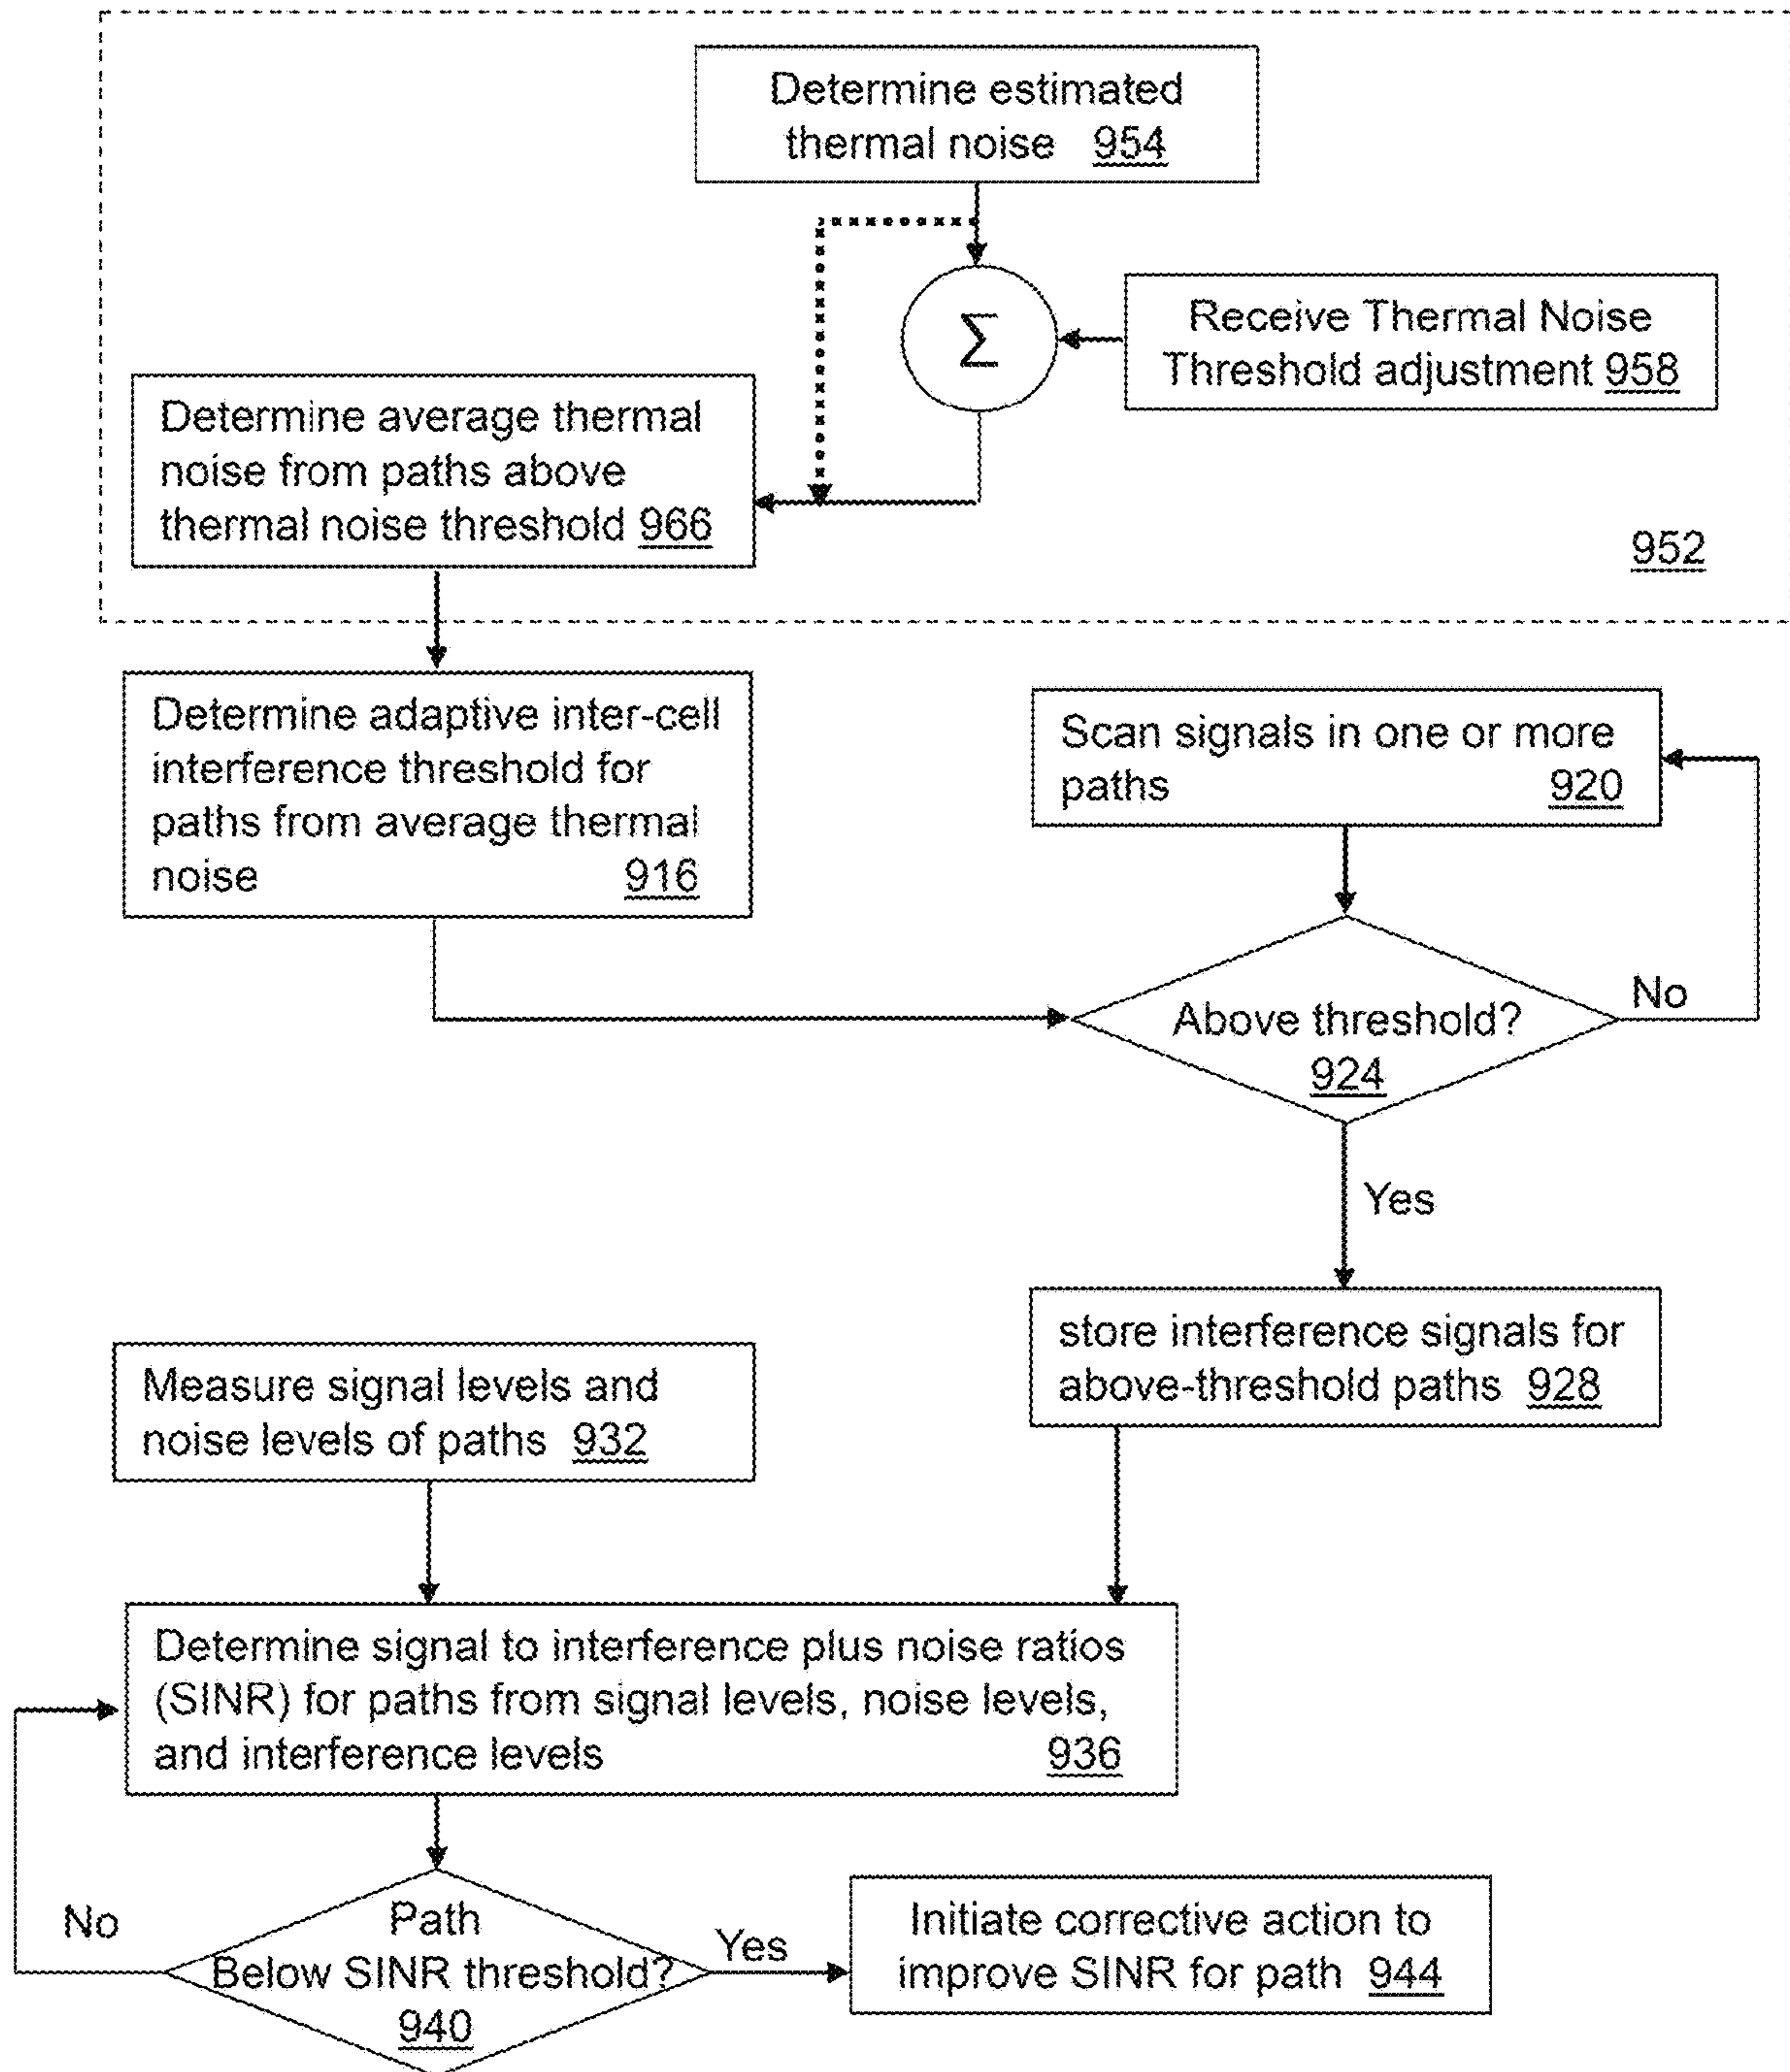 Determine estimated
thermal noise 954
Σ
Receive Thermal Noise
Threshold adjustment 958
Determine average thermal
noise from paths above
thermal noise threshold 966
952
Determine adaptive inter-cell
interference threshold for
paths from average thermal
noise 916
Scan signals in one or more
paths 920
No
Above threshold?
924
Yes
store interference signals for
above-threshold paths 928
Measure signal levels and
noise levels of paths 932
Determine signal to interference plus noise ratios
(SINR) for paths from signal levels, noise levels,
and interference levels 936
No
Path
Below SINR threshold?
940
Yes
Initiate corrective action to
improve SINR for path 944